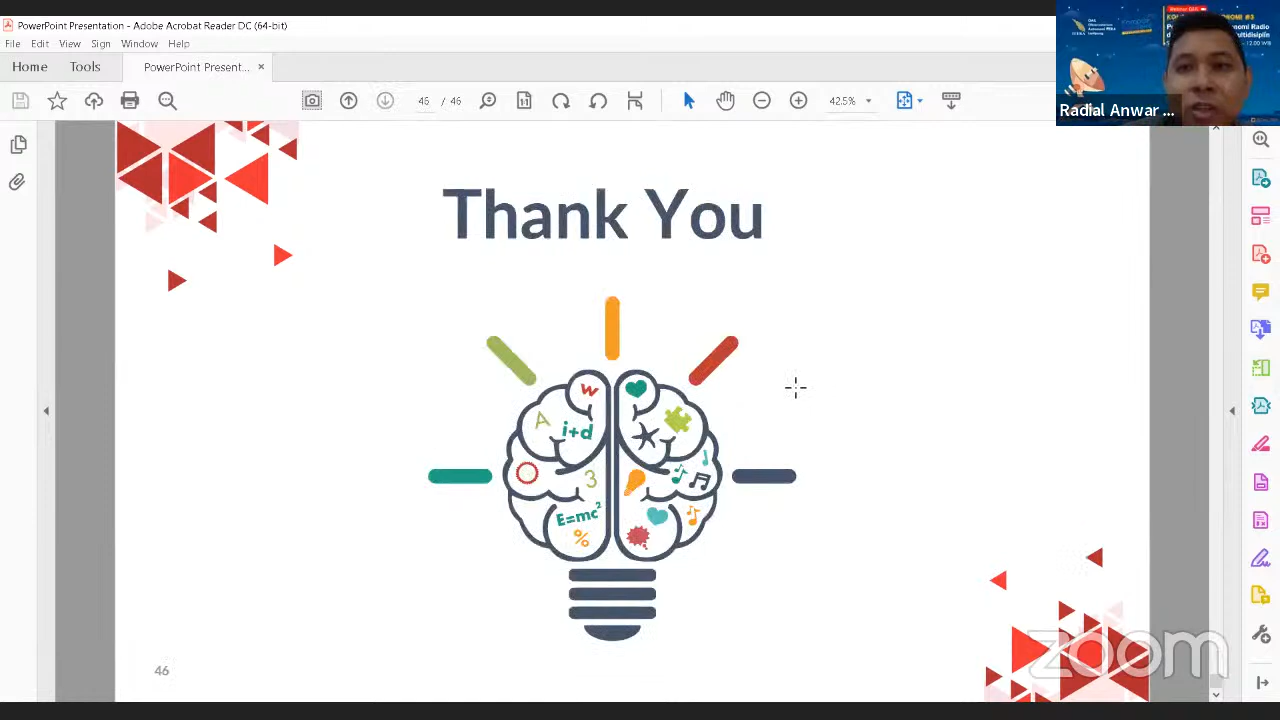 PowerPoint Presentation - Adobe Acrobat Reader DC (64-bit)
File Edit View Sign Window Help
Home Tools PowerPoint Present... ×
46 / 46 42.5%
Radial Anwar ...
Thank You
w
A
i+d
3
E=mc²
%
46
zoom